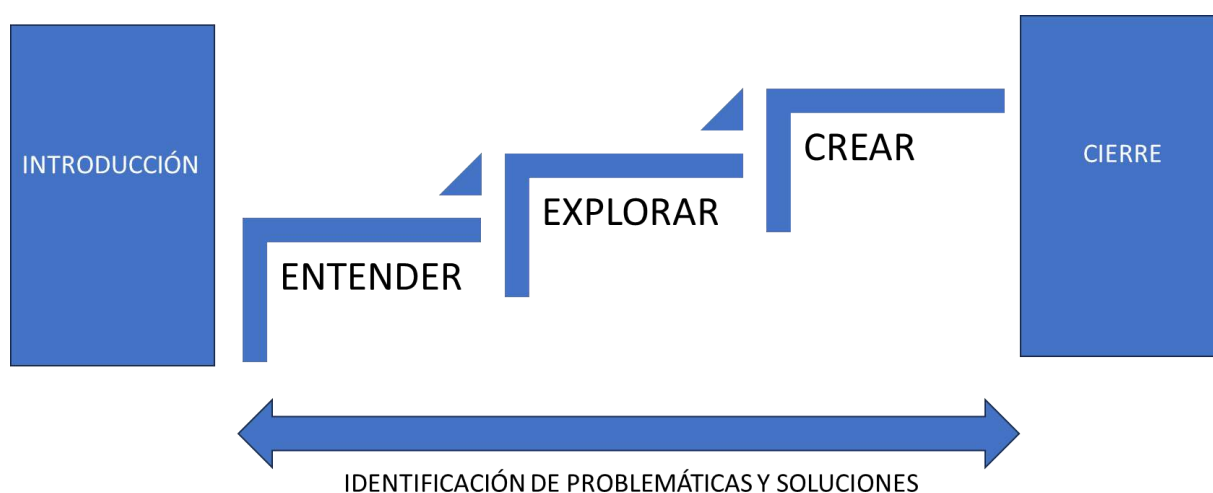 INTRODUCCIÓN
ENTENDER
EXPLORAR
CREAR
CIERRE
IDENTIFICACIÓN DE PROBLEMÁTICAS Y SOLUCIONES